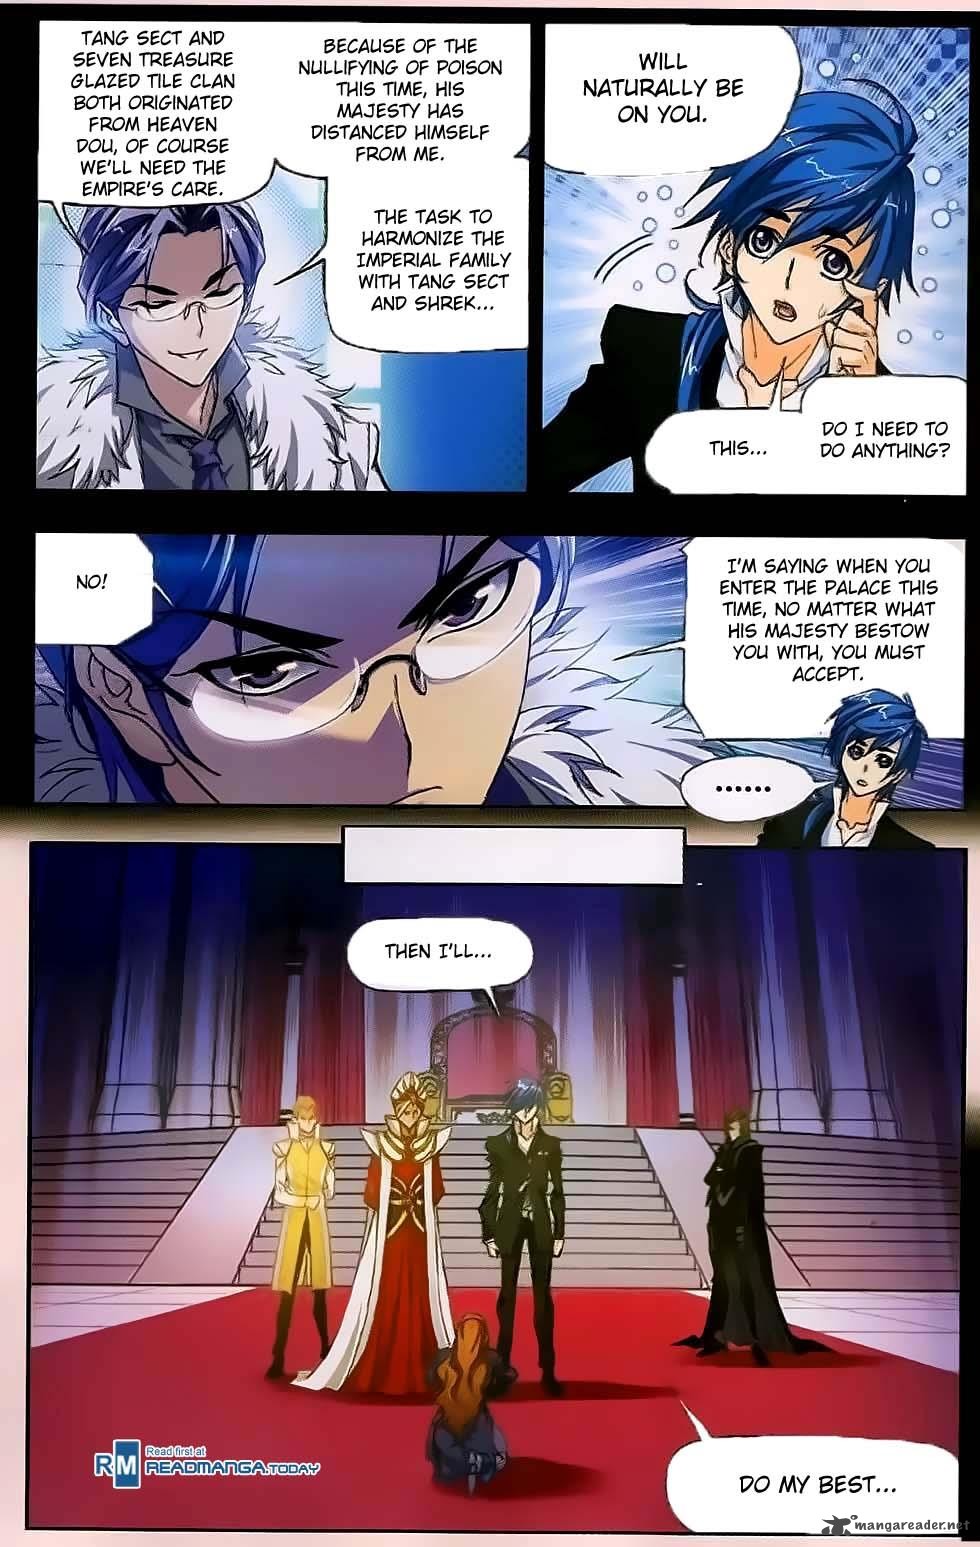 TANG SECT AND
SEVEN TREASURE
GLAZED TILE CLAN
BOTH ORIGINATED
FROM HEAVEN
DOU, OF COURSE
WE'LL NEED THE
EMPIRE'S CARE.
BECAUSE OF THE
NULLIFYING OF POISON
THIS TIME, HIS
MAJESTY HAS
DISTANCED HIMSELF
FROM ME.
THE TASK TO
HARMONIZE THE
IMPERIAL FAMILY
WITH TANG SECT
AND SHREK...
WILL
NATURALLY BE
ON YOU.
THIS...
DO I NEED TO
DO ANYTHING?
NO!
I'M SAYING WHEN YOU
ENTER THE PALACE THIS
TIME, NO MATTER WHAT
HIS MAJESTY BESTOW
YOU WITH, YOU MUST
ACCEPT.
......
THEN I'LL...
DO MY BEST...
RM
Read first at
READMANGA.TODAY
mangareader.net